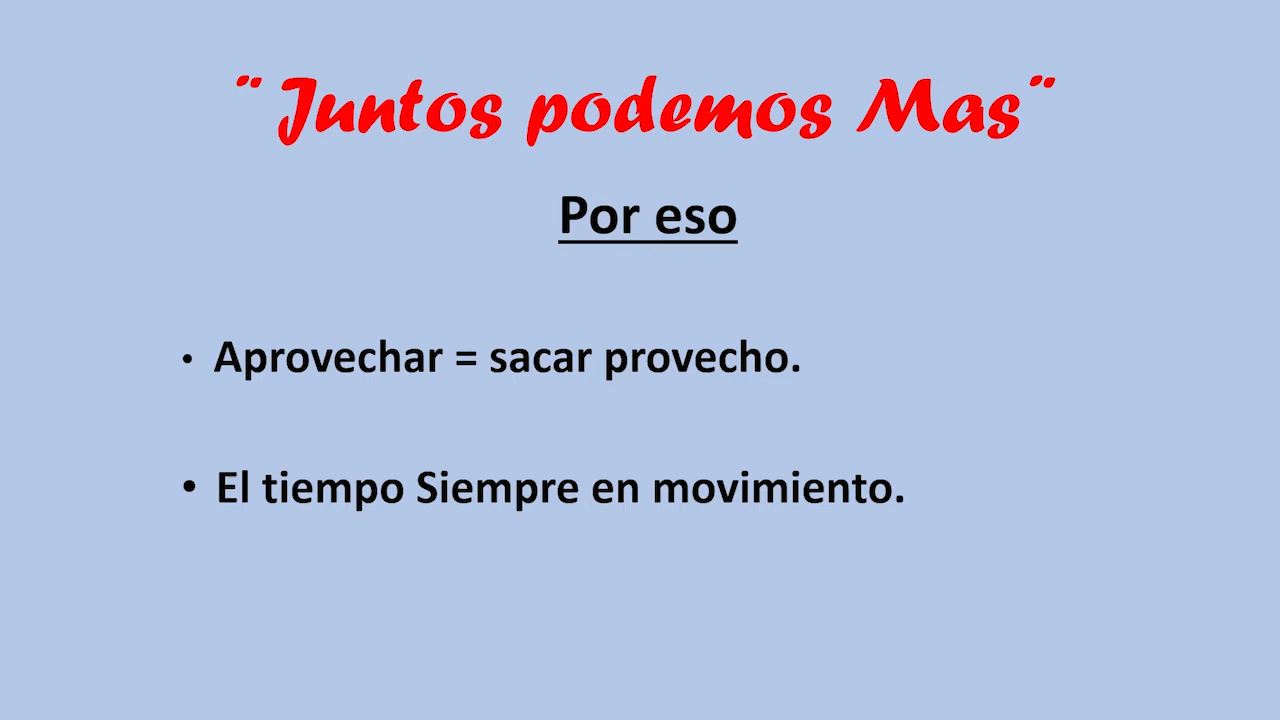 ¨ Juntos podemos Mas¨
Por eso
• Aprovechar = sacar provecho.
• El tiempo Siempre en movimiento.